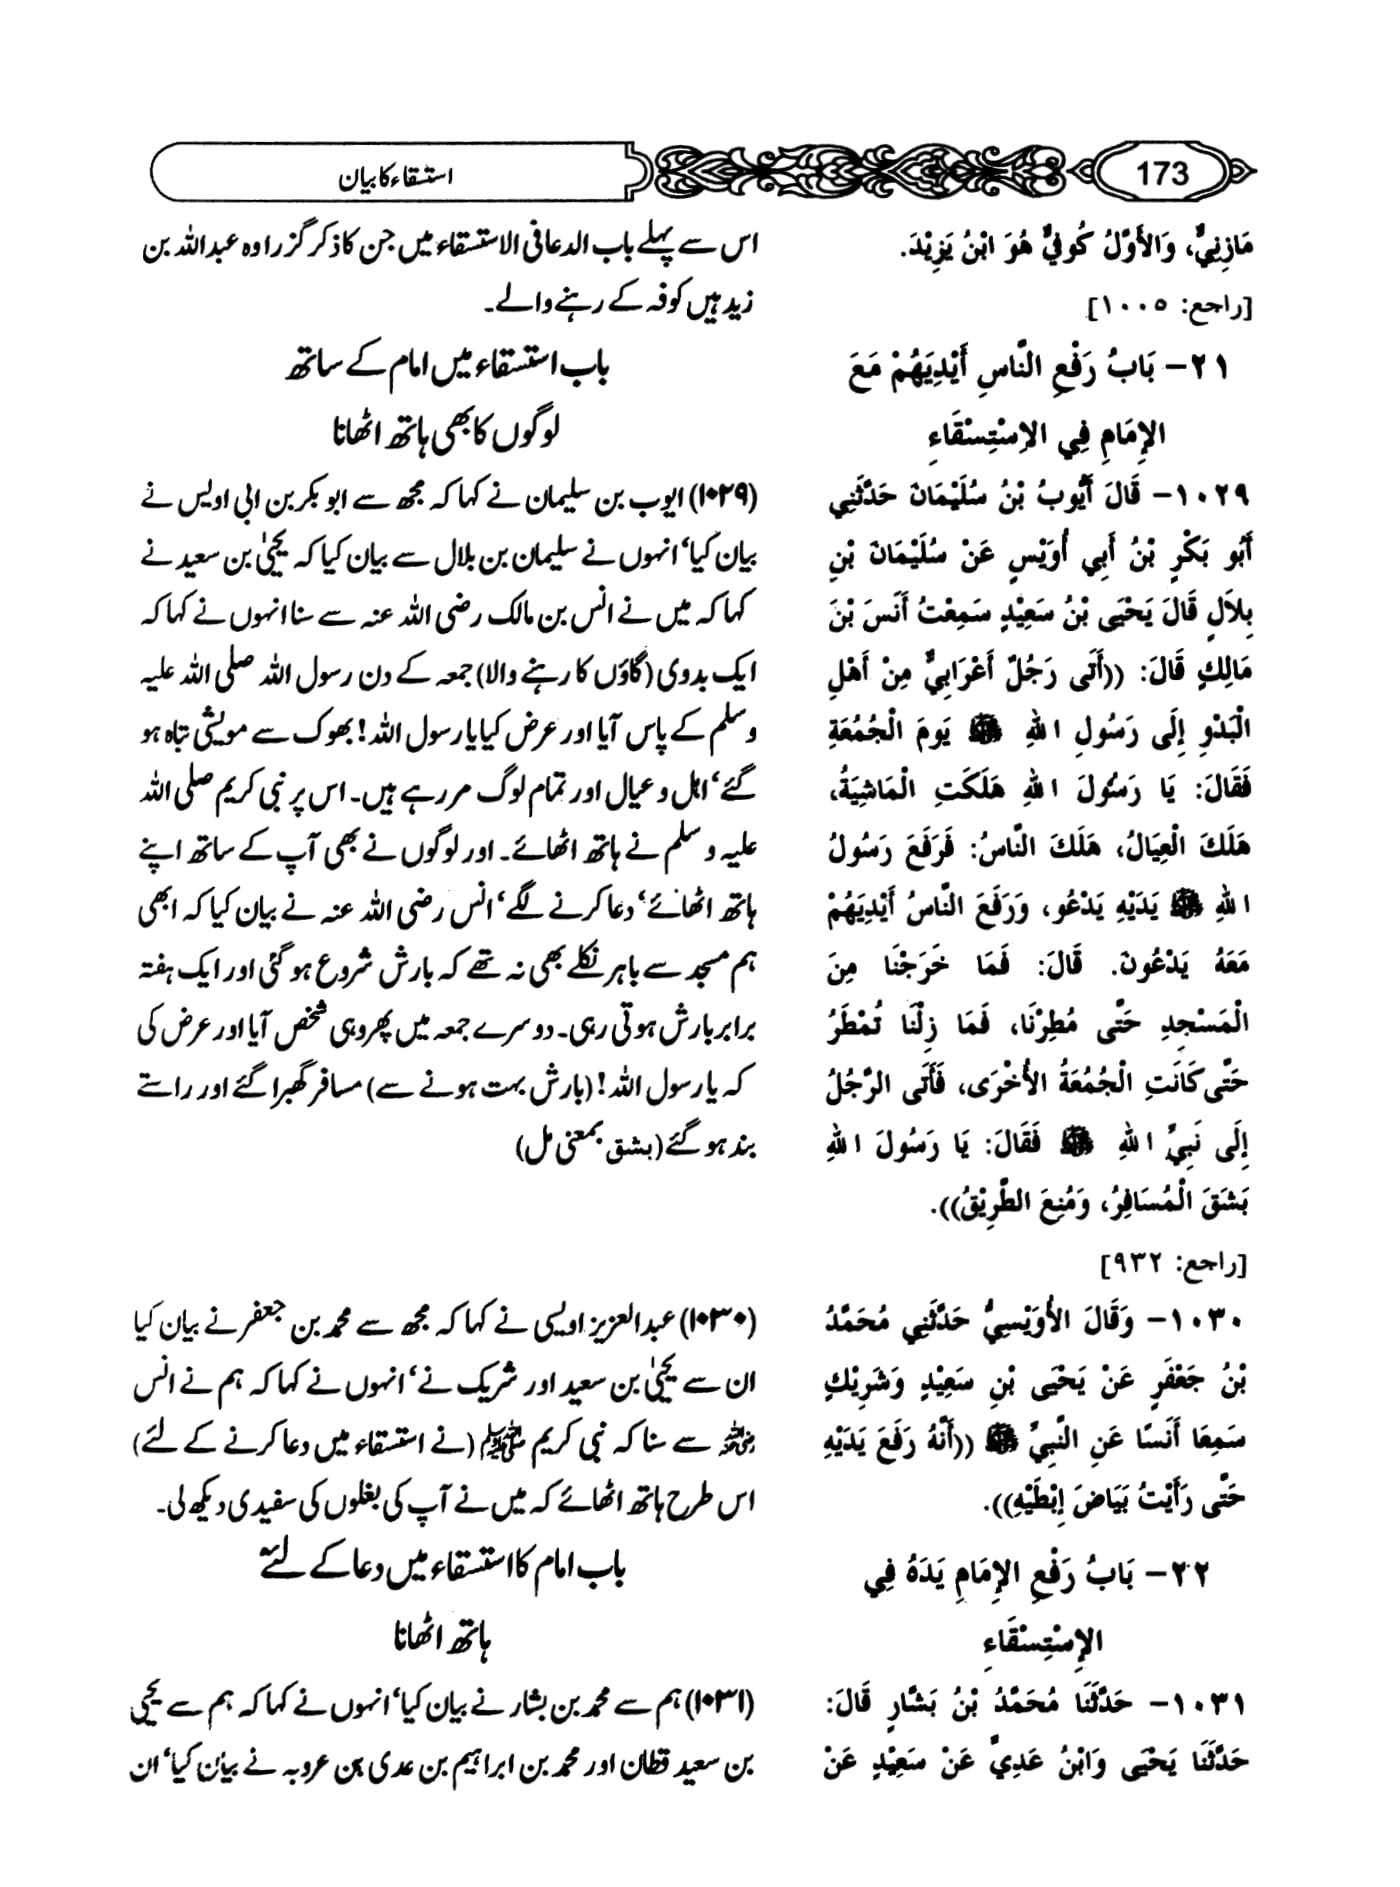 173
استسقاء کا بیان
مَازِنِيٌّ، وَالأَوَّلُ كُوفِيٌّ هُوَ ابْنُ يَزِيْدَ.
[راجع: ١٠٠٥]
٢١- بَابُ رَفْعِ النَّاسِ أَيْدِيَهُمْ مَعَ
الإِمَامِ فِي الاِسْتِسْقَاءِ
١٠٢٩- قَالَ أَيُّوبُ بْنُ سُلَيْمَانَ حَدَّثَنِي
أَبُو بَكْرِ بْنُ أَبِي أُوَيْسٍ عَنْ سُلَيْمَانَ بْنِ
بِلاَلٍ قَالَ يَحْيَى بْنُ سَعِيْدٍ سَمِعْتُ أَنَسَ بْنَ
مَالِكٍ قَالَ: ((أَتَى رَجُلٌ أَعْرَابِيٌّ مِنْ أَهْلِ
الْبَدْوِ إِلَى رَسُولِ اللهِ ﷺ يَومَ الْجُمُعَةِ
فَقَالَ: يَا رَسُولَ اللهِ هَلَكَتِ الْمَاشِيَةُ،
هَلَكَ الْعِيَالُ، هَلَكَ النَّاسُ: فَرَفَعَ رَسُولُ
اللهِ ﷺ يَدَيْهِ يَدْعُو، وَرَفَعَ النَّاسُ أَيْدِيَهُمْ
مَعَهُ يَدْعُونَ. قَالَ: فَمَا خَرَجْنَا مِنَ
الْمَسْجِدِ حَتَّى مُطِرْنَا، فَمَا زِلْنَا نُمْطَرُ
حَتَّى كَانَتِ الْجُمُعَةُ الأُخْرَى، فَأَتَى الرَّجُلُ
إِلَى نَبِيِّ اللهِ ﷺ فَقَالَ: يَا رَسُولَ اللهِ
بَشَقَ الْمُسَافِرُ، وَمُنِعَ الطَّرِيْقُ)).
[راجع: ٩٣٢]
١٠٣٠- وَقَالَ الأُوَيْسِيُّ حَدَّثَنِي مُحَمَّدُ
بْنُ جَعْفَرٍ عَنْ يَحْيَى بْنِ سَعِيْدٍ وَشَرِيْكٍ
سَمِعَا أَنَسًا عَنِ النَّبِيِّ ﷺ ((أَنَّهُ رَفَعَ يَدَيْهِ
حَتَّى رَأَيْتُ بَيَاضَ إِبْطَيْهِ)).
٢٢- بَابُ رَفْعِ الإِمَامِ يَدَهُ فِي
الاِسْتِسْقَاءِ
١٠٣١- حَدَّثَنَا مُحَمَّدُ بْنُ بَشَّارٍ قَالَ:
حَدَّثَنَا يَحْيَى وَابْنُ عَدِيٍّ عَنْ سَعِيْدٍ عَنْ
اس سے پہلے باب الدعا فی الاستسقاء میں جن کا ذکر گزرا وہ عبداللہ بن
زید ہیں کوفہ کے رہنے والے۔
باب استسقاء میں امام کے ساتھ
لوگوں کا بھی ہاتھ اٹھانا
(۱۰۲۹) ایوب بن سلیمان نے کہا کہ مجھ سے ابوبکر بن ابی اویس نے
بیان کیا‘ انہوں نے سلیمان بن بلال سے بیان کیا کہ یحییٰ بن سعید نے
کہا کہ میں نے انس بن مالک رضی اللہ عنہ سے سنا انہوں نے کہا کہ
ایک بدوی (گاؤں کا رہنے والا) جمعہ کے دن رسول اللہ صلی اللہ علیہ
وسلم کے پاس آیا اور عرض کیا یا رسول اللہ! بھوک سے مویشی تباہ ہو
گئے‘ اہل و عیال اور تمام لوگ مر رہے ہیں۔ اس پر نبی کریم صلی اللہ
علیہ وسلم نے ہاتھ اٹھائے۔ اور لوگوں نے بھی آپ کے ساتھ اپنے
ہاتھ اٹھائے‘ دعا کرنے لگے‘ انس رضی اللہ عنہ نے بیان کیا کہ ابھی
ہم مسجد سے باہر نکلے بھی نہ تھے کہ بارش شروع ہو گئی اور ایک ہفتہ
برابر بارش ہوتی رہی۔ دوسرے جمعہ میں پھر وہی شخص آیا اور عرض کی
کہ یا رسول اللہ! (بارش بہت ہونے سے) مسافر گھبرا گئے اور راستے
بند ہو گئے (بشق بمعنی مل)
(۱۰۳۰) عبدالعزیز اویسی نے کہا کہ مجھ سے محمد بن جعفر نے بیان کیا
ان سے یحییٰ بن سعید اور شریک نے‘ انہوں نے کہا کہ ہم نے انس
رضی اللہ عنہ سے سنا کہ نبی کریم ﷺ (نے استسقاء میں دعا کرنے کے لئے)
اس طرح ہاتھ اٹھائے کہ میں نے آپ کی بغلوں کی سفیدی دیکھ لی۔
باب امام کا استسقاء میں دعا کے لئے
ہاتھ اٹھانا
(۱۰۳۱) ہم سے محمد بن بشار نے بیان کیا‘ انہوں نے کہا کہ ہم سے یحییٰ
بن سعید قطان اور محمد بن ابراہیم بن عدی بن عروبہ نے بیان کیا‘ ان